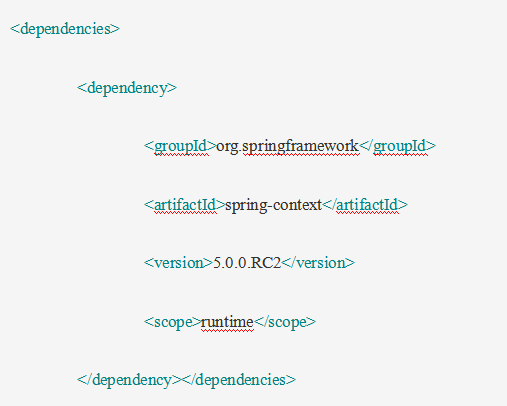 <dependencies>
<dependency>
<groupId>org.springframework</groupId>
<artifactId>spring-context</artifactId>
<version>5.0.0.RC2</version>
<scope>runtime</scope>
</dependency></dependencies>